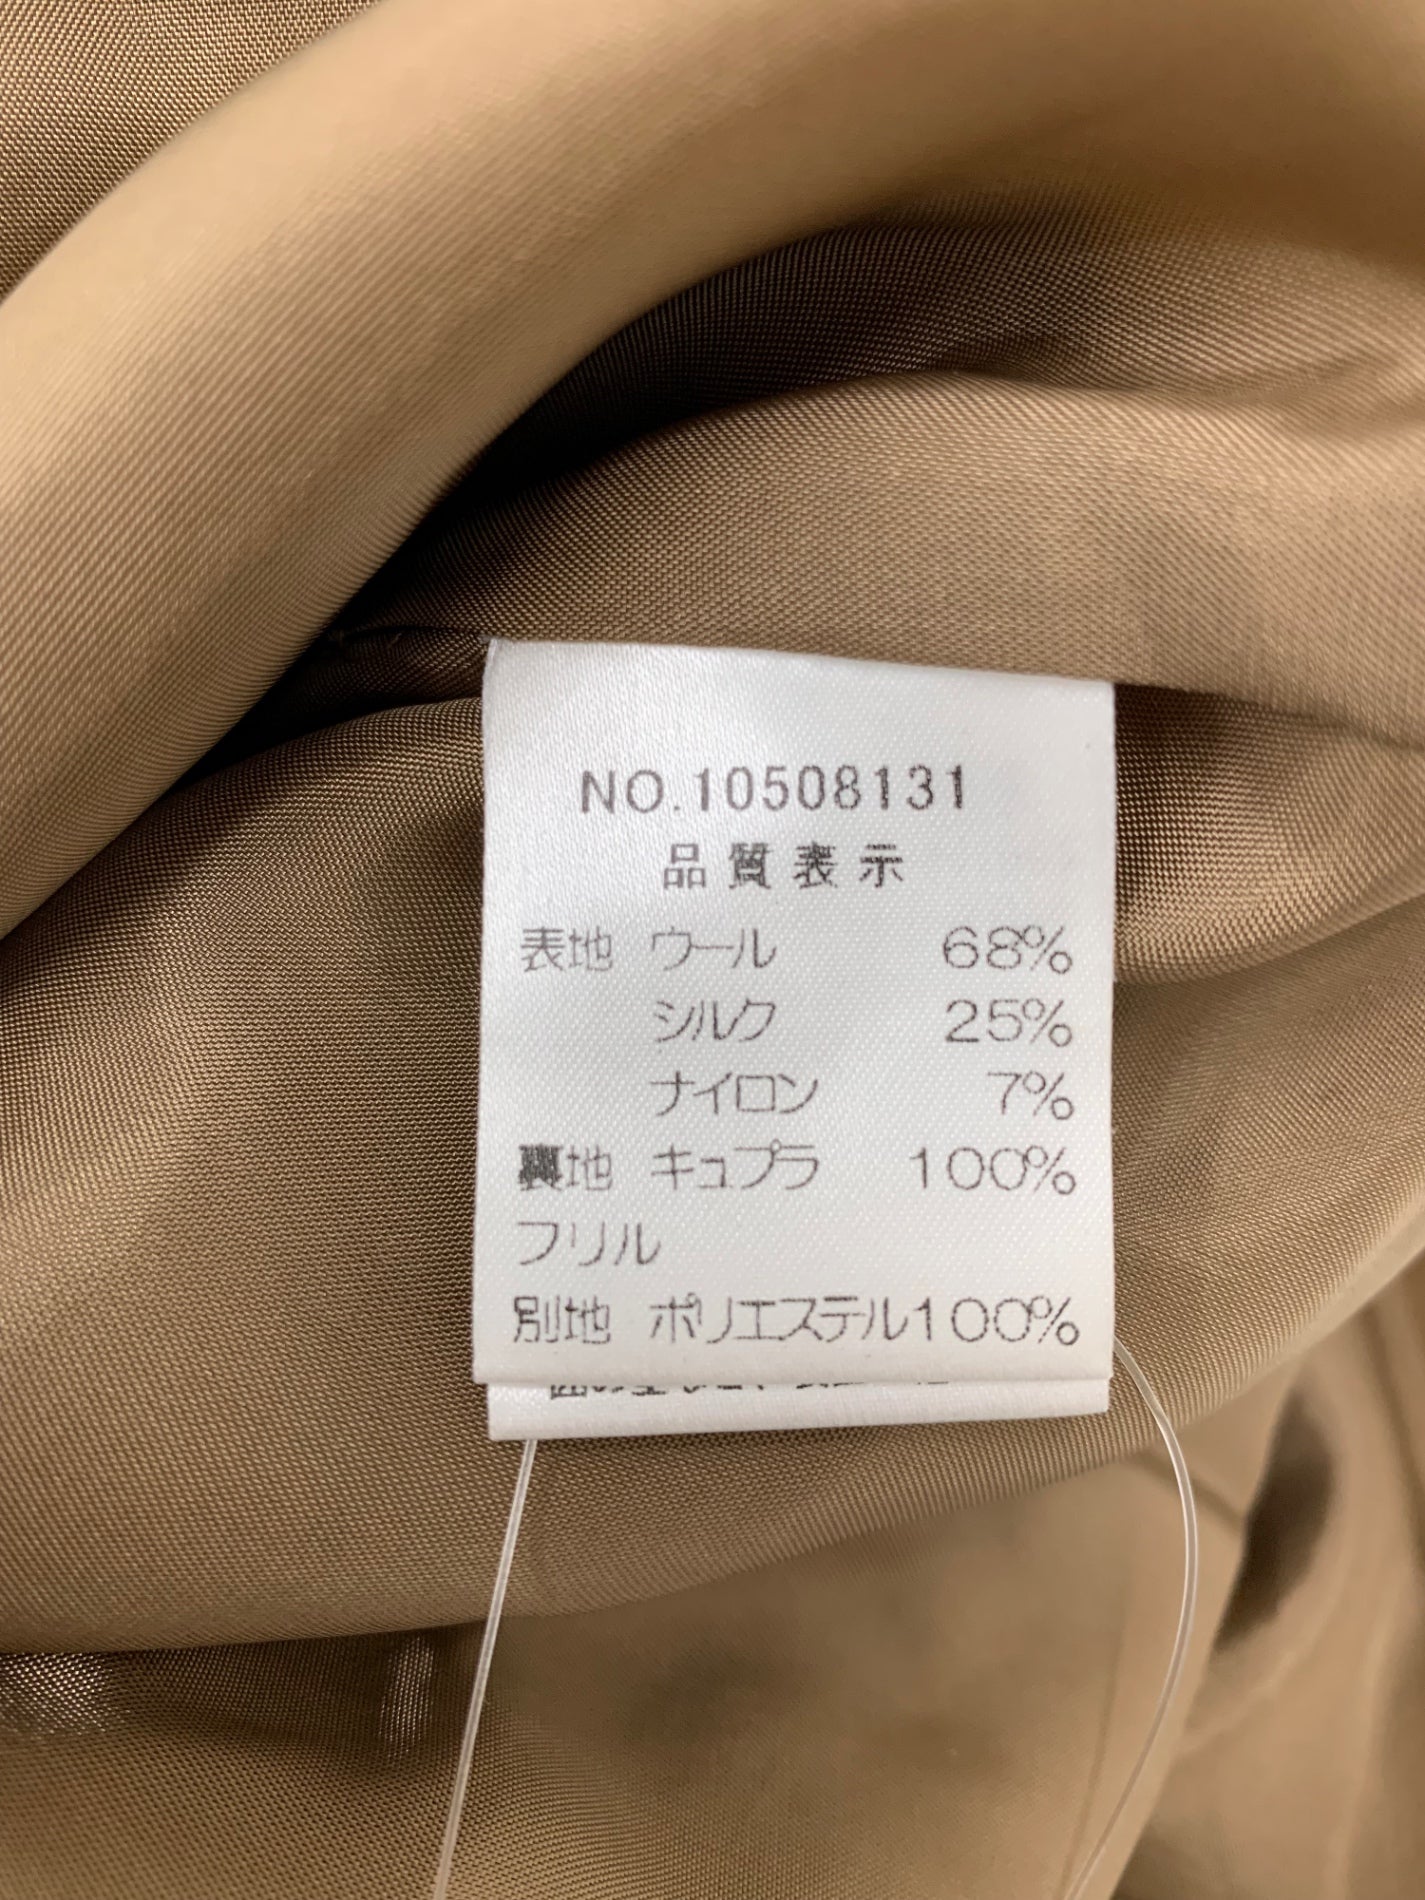 NO.10508131
品質表示
表地 ウール 68%
シルク 25%
ナイロン 7%
裏地 キュプラ 100%
フリル
別地 ポリエステル100%